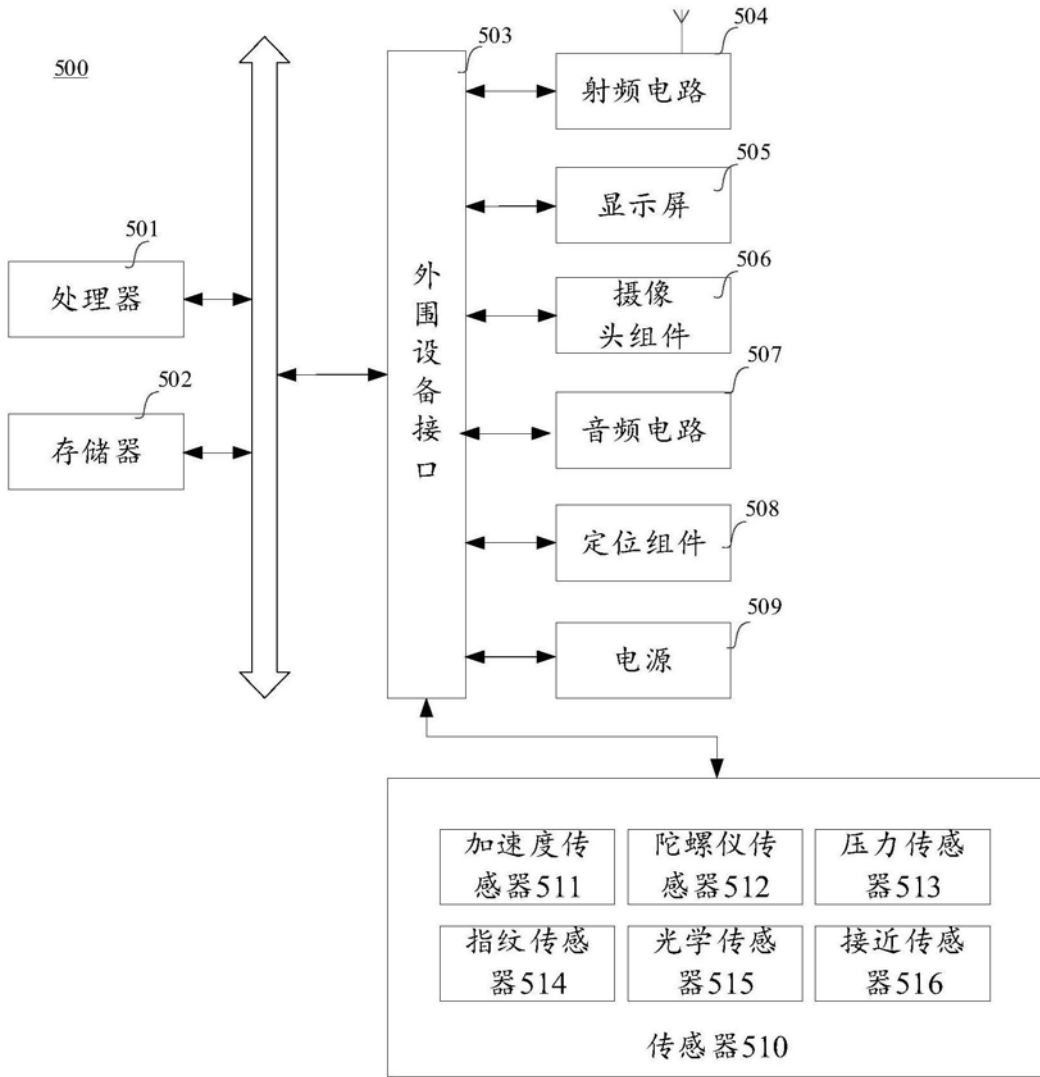 500
503
504
射频电路
505
显示屏
501
处理器
506
摄像
头组件
外围设备接口
502
存储器
507
音频电路
508
定位组件
509
电源
加速度传
感器511
陀螺仪传
感器512
压力传感
器513
指纹传感
器514
光学传感
器515
接近传感
器516
传感器510